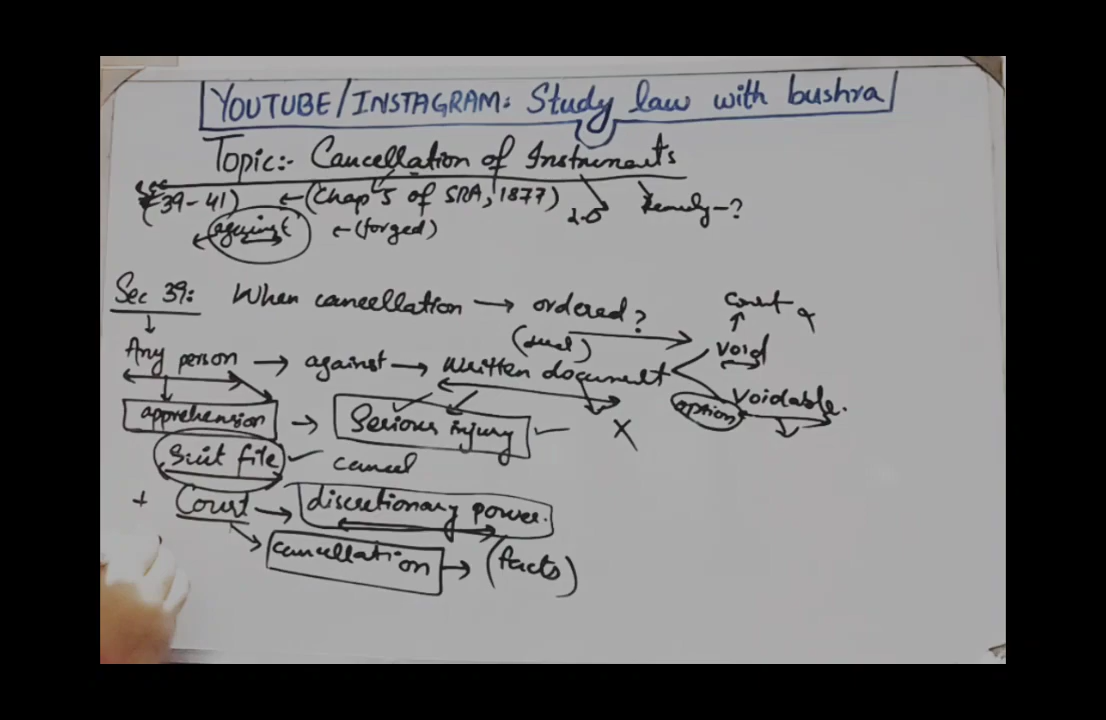 YOUTUBE/INSTAGRAM: Study law with bushra
Topic:- Cancellation of Instruments
(39-41) ← (Chap 5 of SRA, 1877)
against ← (forged)
Sec 39: When cancellation → ordered?
Court
void
Any person → against → written document
Voidable.
option
apprehension → Serious injury
X
Suit file cancel
+ Court → discretionary power.
cancellation → (facts)